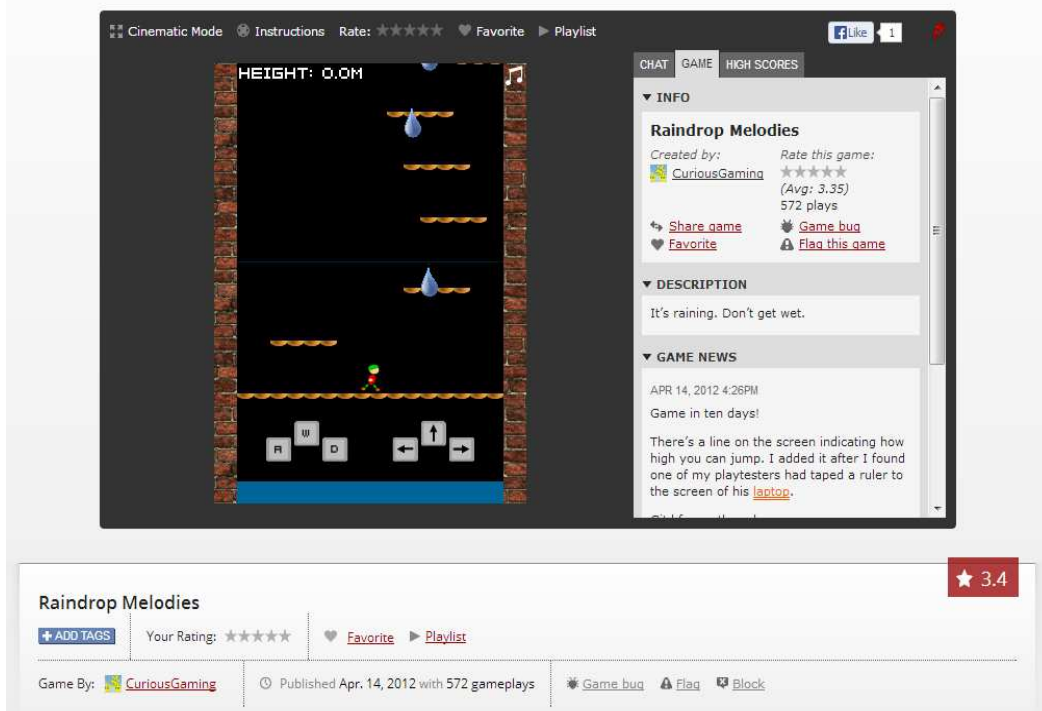 Cinematic Mode Instructions Rate: Favorite Playlist
Like 1
HEIGHT: 0.0M
W
A D
CHAT GAME HIGH SCORES
INFO
Raindrop Melodies
Created by: Rate this game:
CuriousGaming
(Avg: 3.35)
572 plays
Share game Game bug
Favorite Flag this game
DESCRIPTION
It's raining. Don't get wet.
GAME NEWS
APR 14, 2012 4:26PM
Game in ten days!
There's a line on the screen indicating how
high you can jump. I added it after I found
one of my playtesters had taped a ruler to
the screen of his laptop.
3.4
Raindrop Melodies
+ ADD TAGS Your Rating: Favorite Playlist
Game By: CuriousGaming Published Apr. 14, 2012 with 572 gameplays Game bug Flag Block